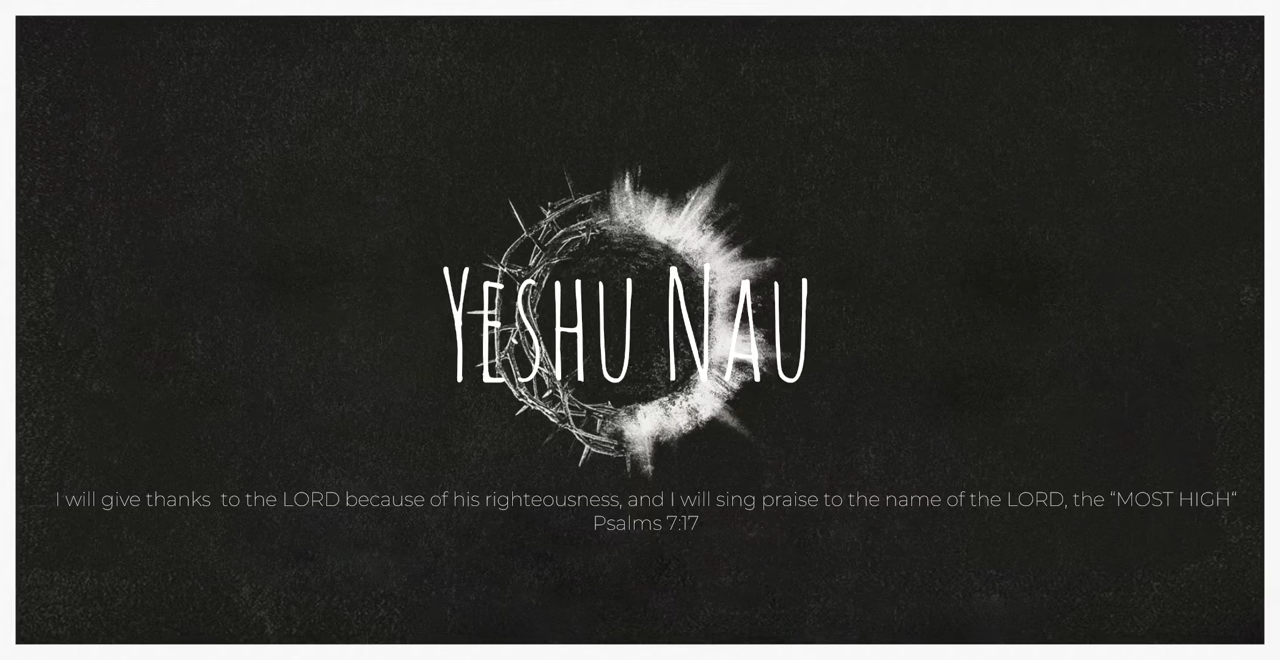 Yeshu Nau
I will give thanks  to the LORD because of his righteousness, and I will sing praise to the name of the LORD, the “MOST HIGH“
Psalms 7:17